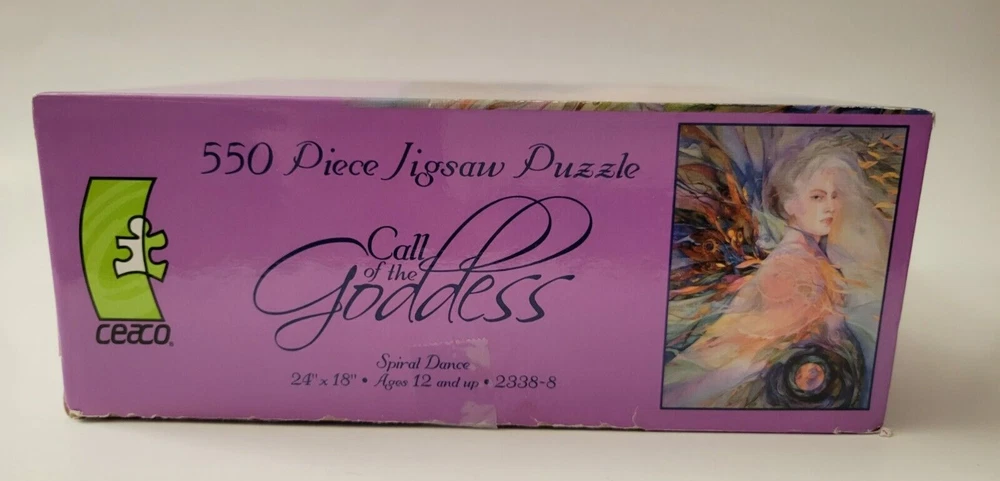 550 Piece Jigsaw Puzzle
Call
of the
Goddess
ceaco®
Spiral Dance
24" x 18" • Ages 12 and up • 2338-8